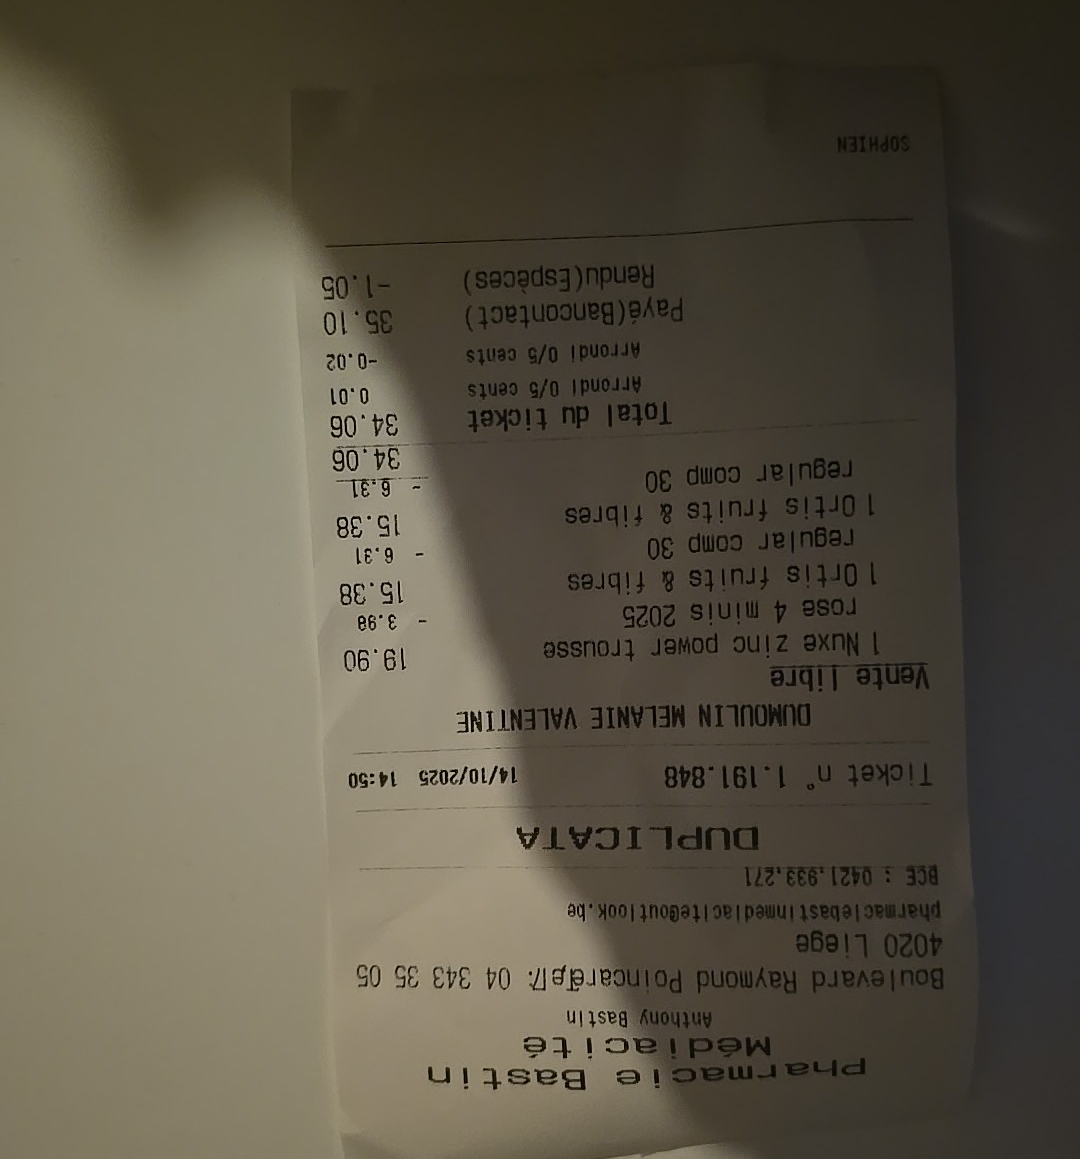 Pharmacie Bastin
Médiacité
Anthony Bastin
Boulevard Raymond Poincaré 04 343 35 05
4020 Liege
pharmaciebastinmediacite@outlook.be
BCE : 0421.933.271
DUPLICATA
Ticket n° 1.191.848 14/10/2025 14:50
DUMOULIN MELANIE VALENTINE
Vente libre
1 Nuxe zinc power trousse 19.90
rose 4 minis 2025 - 3.98
1 Ortis fruits & fibres 15.38
regular comp 30 - 6.31
1 Ortis fruits & fibres 15.38
regular comp 30 - 6.31
34.06
Total du ticket 34.06
Arrondi 0/5 cents 0.01
Arrondi 0/5 cents -0.02
Payé(Bancontact) 35.10
Rendu(Espèces) -1.05
SOPHIEN